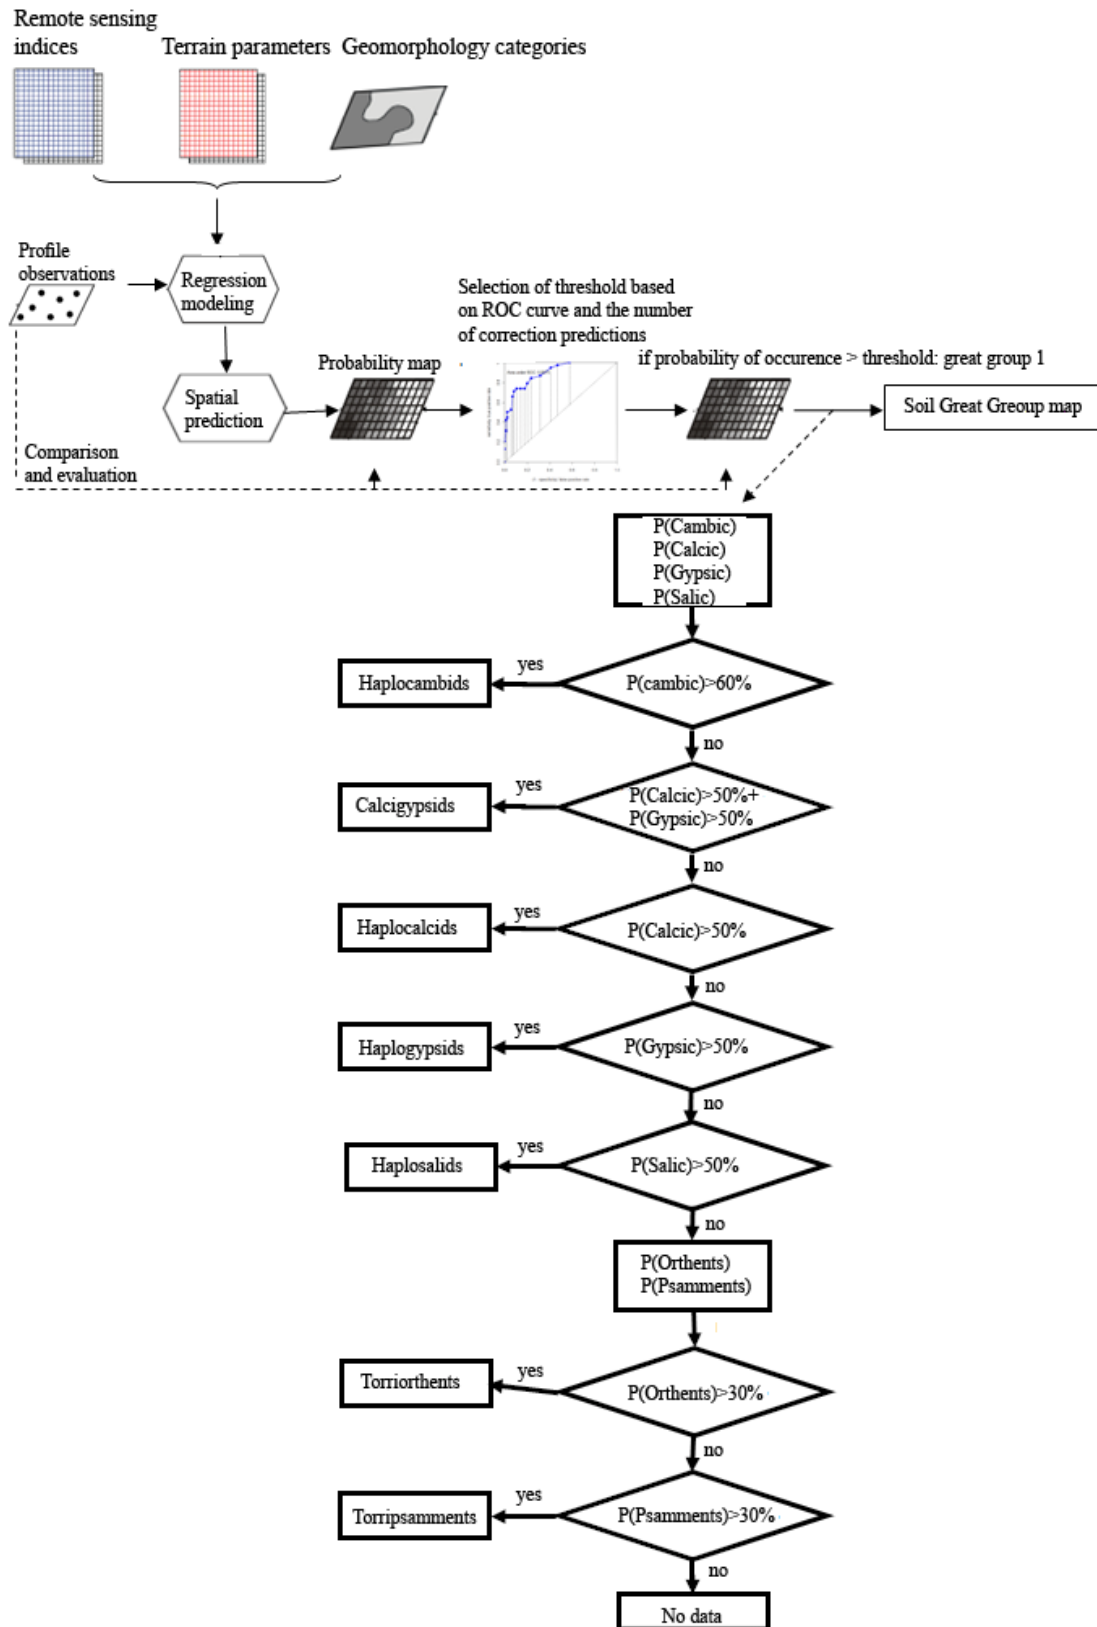 Remote sensing
indices
Terrain parameters
Geomorphology categories
Profile
observations
Regression
modeling
Selection of threshold based
on ROC curve and the number
of correction predictions
Probability map
if probability of occurence > threshold: great group 1
Spatial
prediction
Soil Great Greoup map
Comparison
and evaluation
P(Cambic)
P(Calcic)
P(Gypsic)
P(Salic)
P(cambic)>60%
yes
Haplocambids
no
P(Calcic)>50%+
P(Gypsic)>50%
yes
Calcigypsids
no
P(Calcic)>50%
yes
Haplocalcids
no
P(Gypsic)>50%
yes
Haplogypsids
no
P(Salic)>50%
yes
Haplosalids
no
P(Orthents)
P(Psamments)
P(Orthents)>30%
yes
Torriorthents
no
P(Psamments)>30%
yes
Torripsamments
no
No data